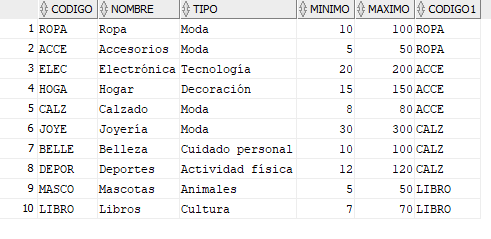 CODIGO NOMBRE TIPO MINIMO MAXIMO CODIGO1
1 ROPA Ropa Moda 10 100 ROPA
2 ACCE Accesorios Moda 5 50 ROPA
3 ELEC Electrónica Tecnología 20 200 ACCE
4 HOGA Hogar Decoración 15 150 ACCE
5 CALZ Calzado Moda 8 80 ACCE
6 JOYE Joyería Moda 30 300 CALZ
7 BELLE Belleza Cuidado personal 10 100 CALZ
8 DEPOR Deportes Actividad física 12 120 CALZ
9 MASCO Mascotas Animales 5 50 LIBRO
10 LIBRO Libros Cultura 7 70 LIBRO